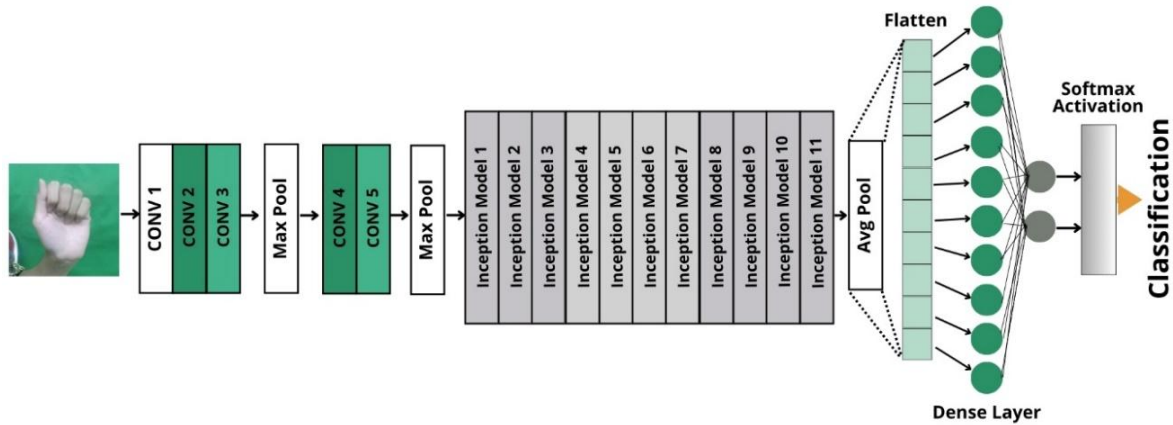 CONV 1
CONV 2
CONV 3
Max Pool
CONV 4
CONV 5
Max Pool
Inception Model 1
Inception Model 2
Inception Model 3
Inception Model 4
Inception Model 5
Inception Model 6
Inception Model 7
Inception Model 8
Inception Model 9
Inception Model 10
Inception Model 11
Avg Pool
Flatten
Dense Layer
Softmax
Activation
Classification